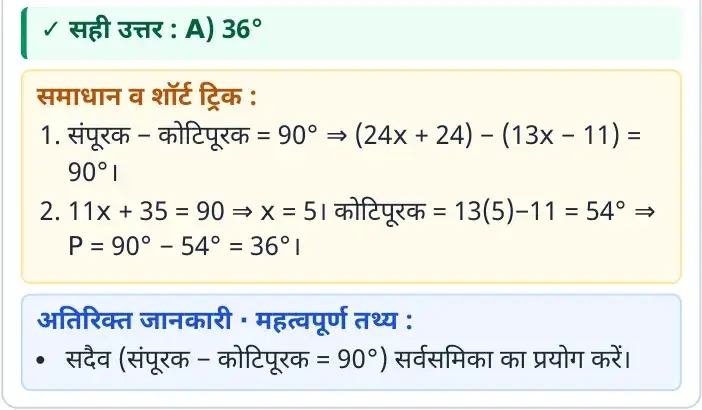 ✓ सही उत्तर : A) 36°
समाधान व शॉर्ट ट्रिक :
1. संपूरक − कोटिपूरक = 90° ⇒ (24x + 24) − (13x − 11) =
90°।
2. 11x + 35 = 90 ⇒ x = 5। कोटिपूरक = 13(5)−11 = 54° ⇒
P = 90° − 54° = 36°।
अतिरिक्त जानकारी · महत्वपूर्ण तथ्य :
• सदैव (संपूरक − कोटिपूरक = 90°) सर्वसमिका का प्रयोग करें।